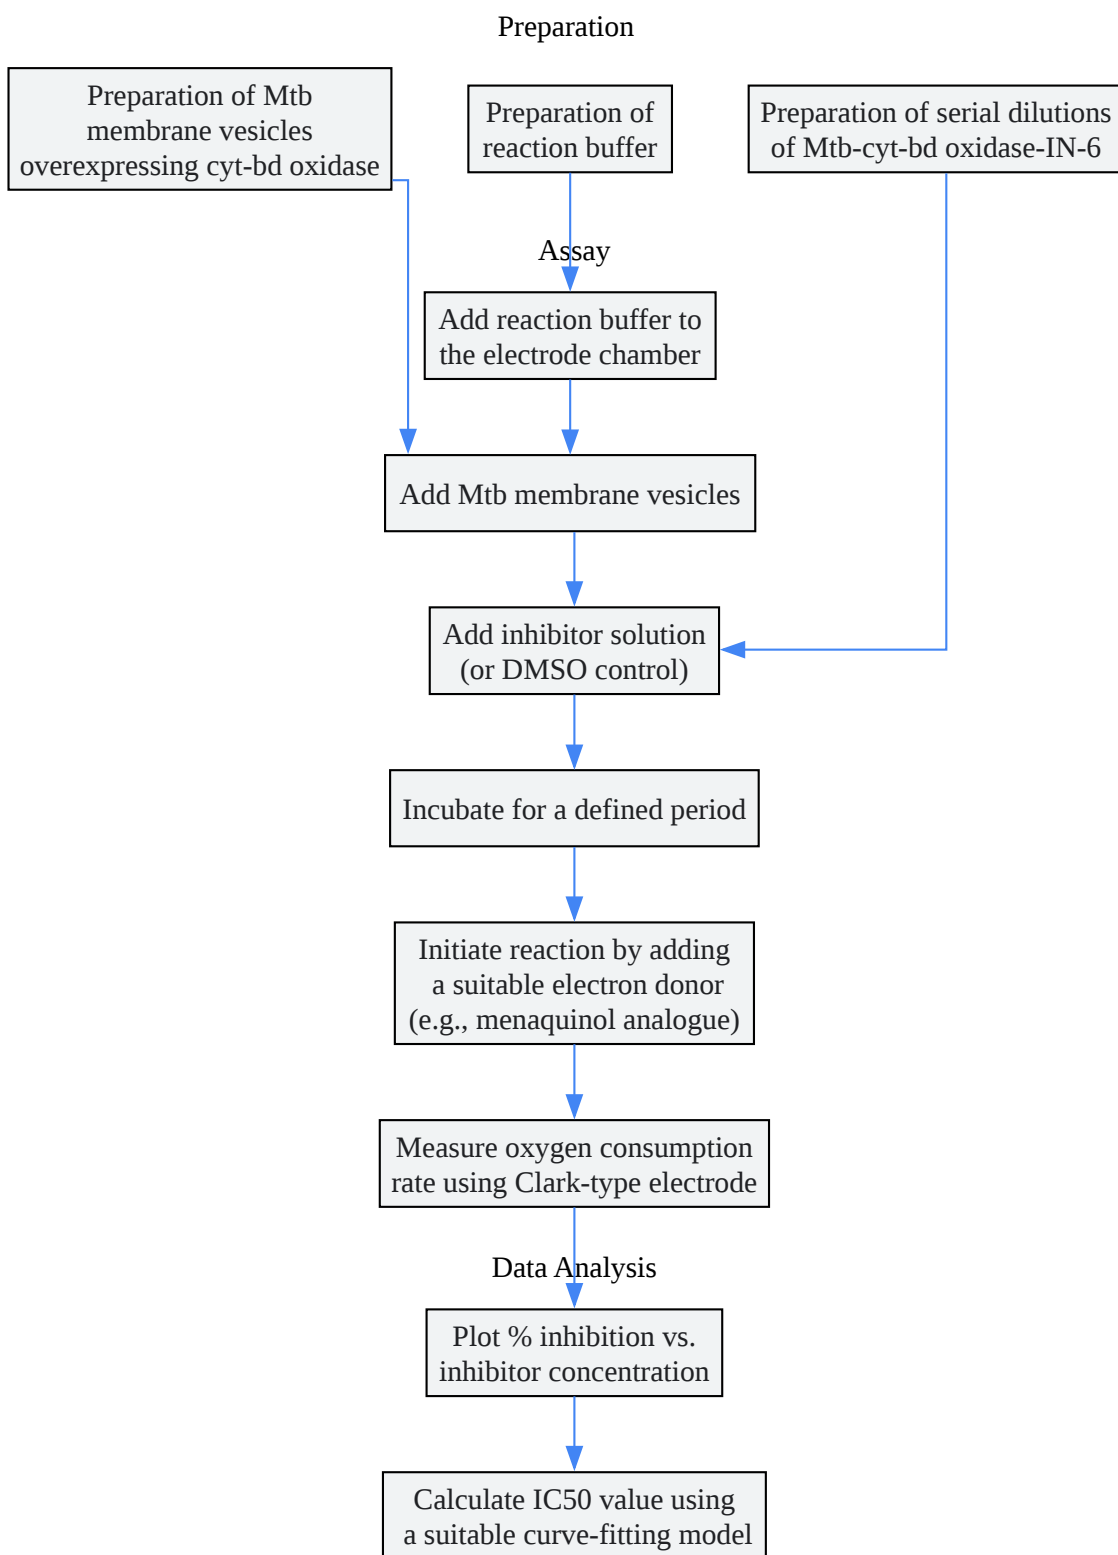 Preparation
Preparation of Mtb
membrane vesicles
overexpressing cyt-bd oxidase
Preparation of
reaction buffer
Preparation of serial dilutions
of Mtb-cyt-bd oxidase-IN-6
Assay
Add reaction buffer to
the electrode chamber
Add Mtb membrane vesicles
Add inhibitor solution
(or DMSO control)
Incubate for a defined period
Initiate reaction by adding
a suitable electron donor
(e.g., menaquinol analogue)
Measure oxygen consumption
rate using Clark-type electrode
Data Analysis
Plot % inhibition vs.
inhibitor concentration
Calculate IC50 value using
a suitable curve-fitting model